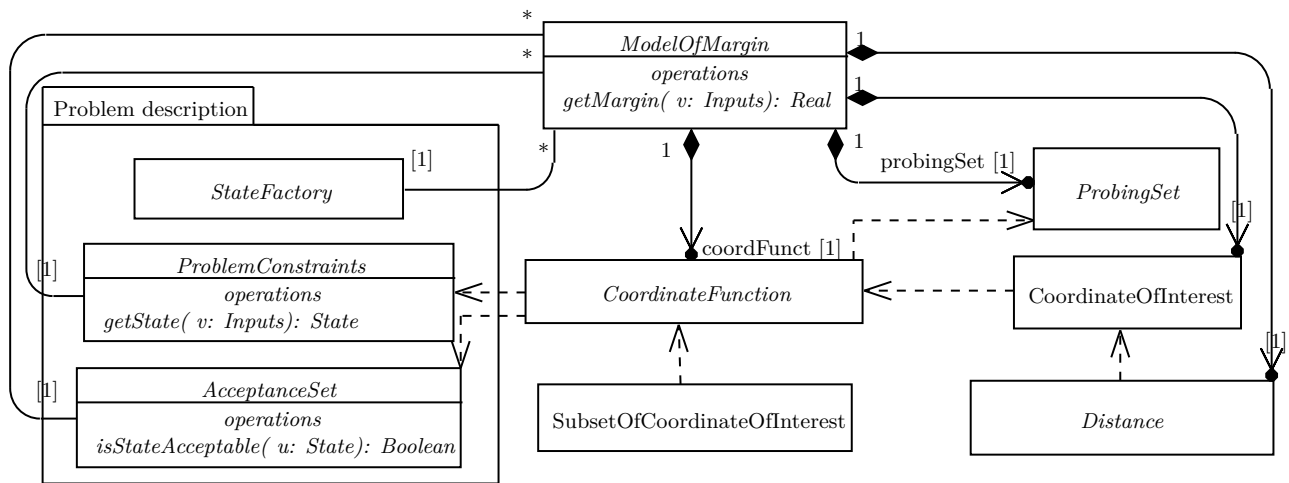 *
ModelOfMargin
1
*
operations
1
getMargin( v: Inputs): Real
Problem description
*
1
1
[1]
probingSet [1]
StateFactory
ProbingSet
[1]
coordFunct [1]
[1]
ProblemConstraints
operations
getState( v: Inputs): State
CoordinateFunction
CoordinateOfInterest
[1]
[1]
AcceptanceSet
operations
isStateAcceptable( u: State): Boolean
SubsetOfCoordinateOfInterest
Distance